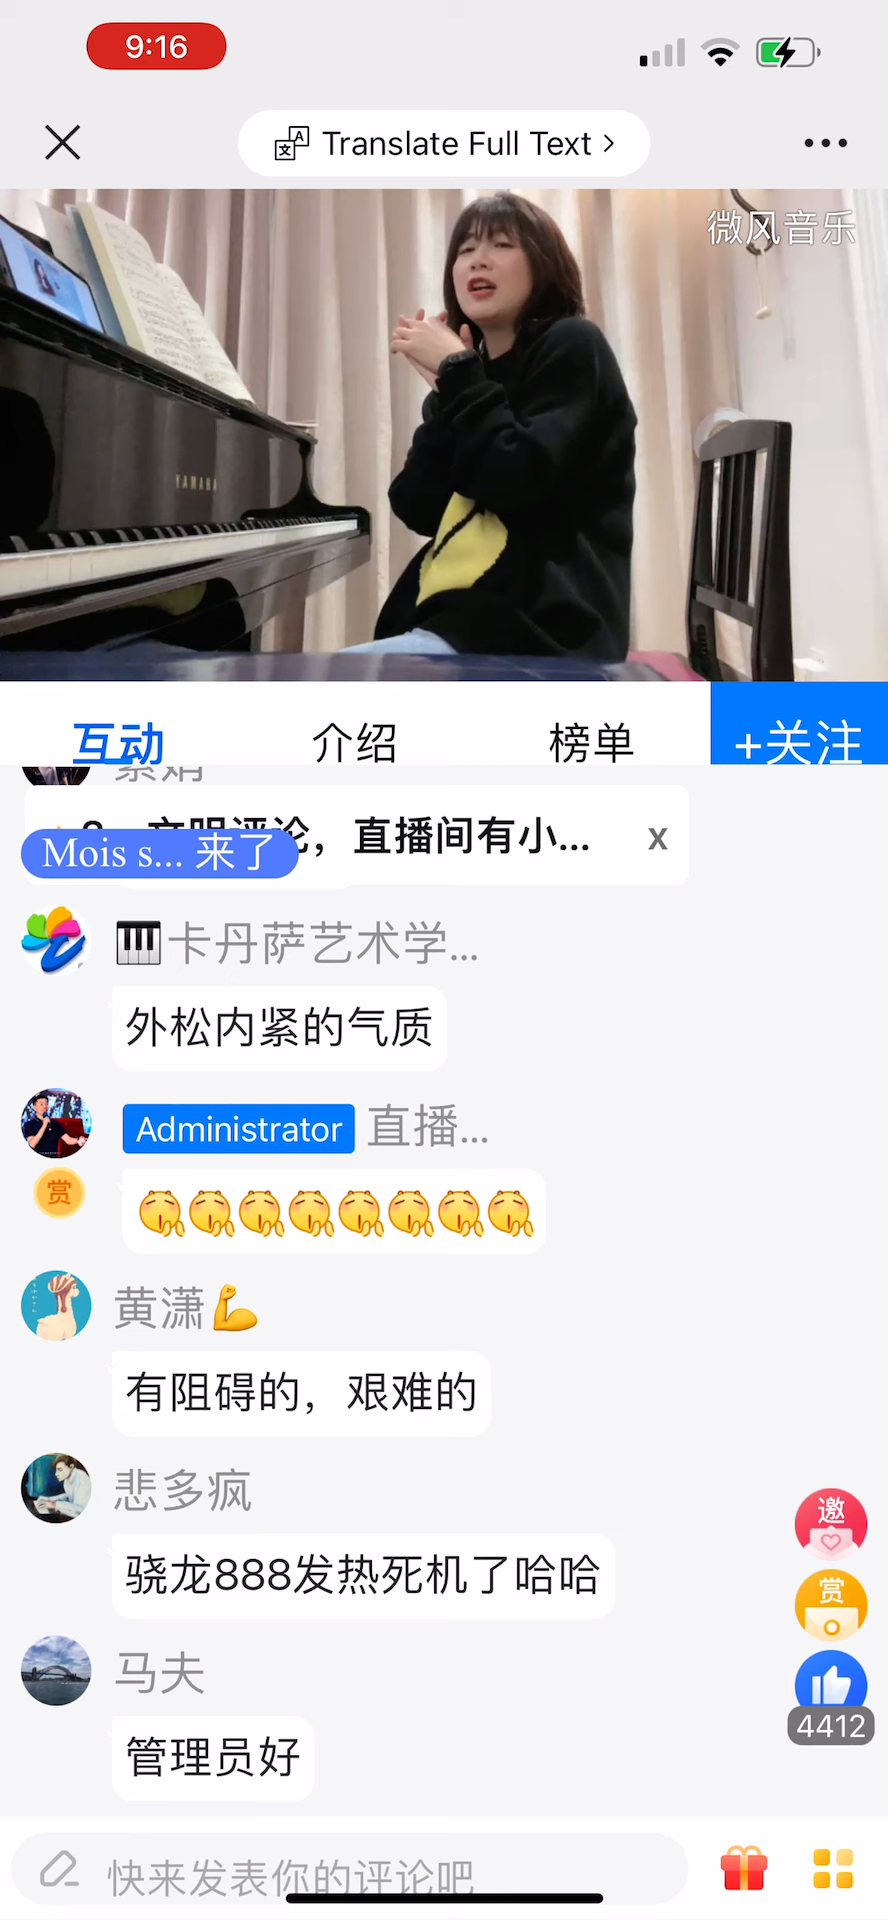 9:16
Translate Full Text >
微风音乐
YAMAHA
互动 介绍 榜单 +关注
文明评论，直播间有小... x
Mois s... 来了
卡丹萨艺术学...
外松内紧的气质
Administrator 直播...
赏
黄潇
有阻碍的，艰难的
悲多疯
骁龙888发热死机了哈哈
邀
赏
马夫
4412
管理员好
快来发表你的评论吧